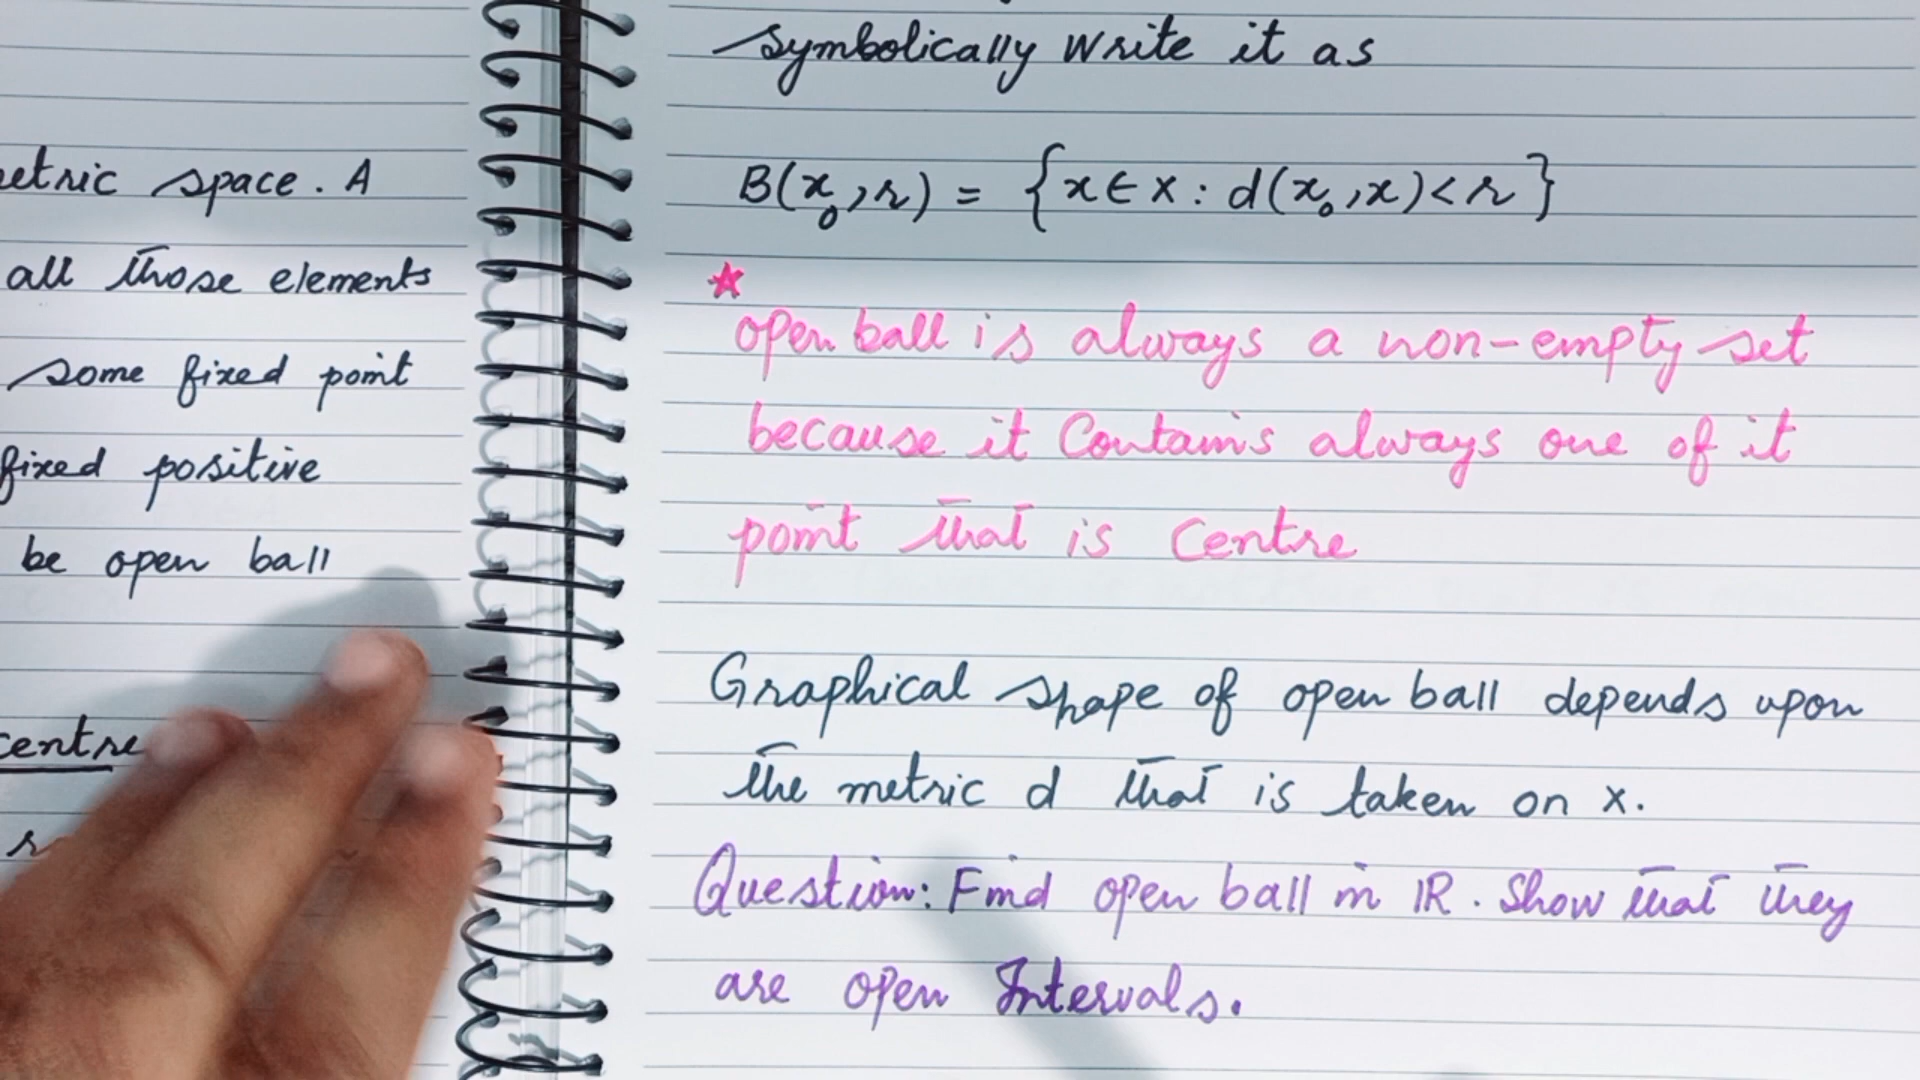 space. A
all those elements
some fixed point
fixed positive
be open ball
centre
r
Symbolically write it as
B(x₀,r) = {x∈X : d(x₀,x)<r}
★
open ball is always a non-empty set
because it Contains always one of it
point that is Centre
Graphical shape of open ball depends upon
the metric d that is taken on X.
Question: Find open ball in IR. Show that they
are open Intervals.